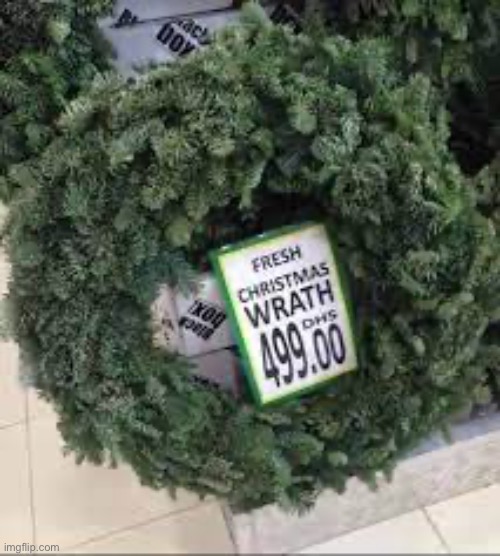 FRESH
CHRISTMAS
WRATH
DHS
499.00
imgflip.com